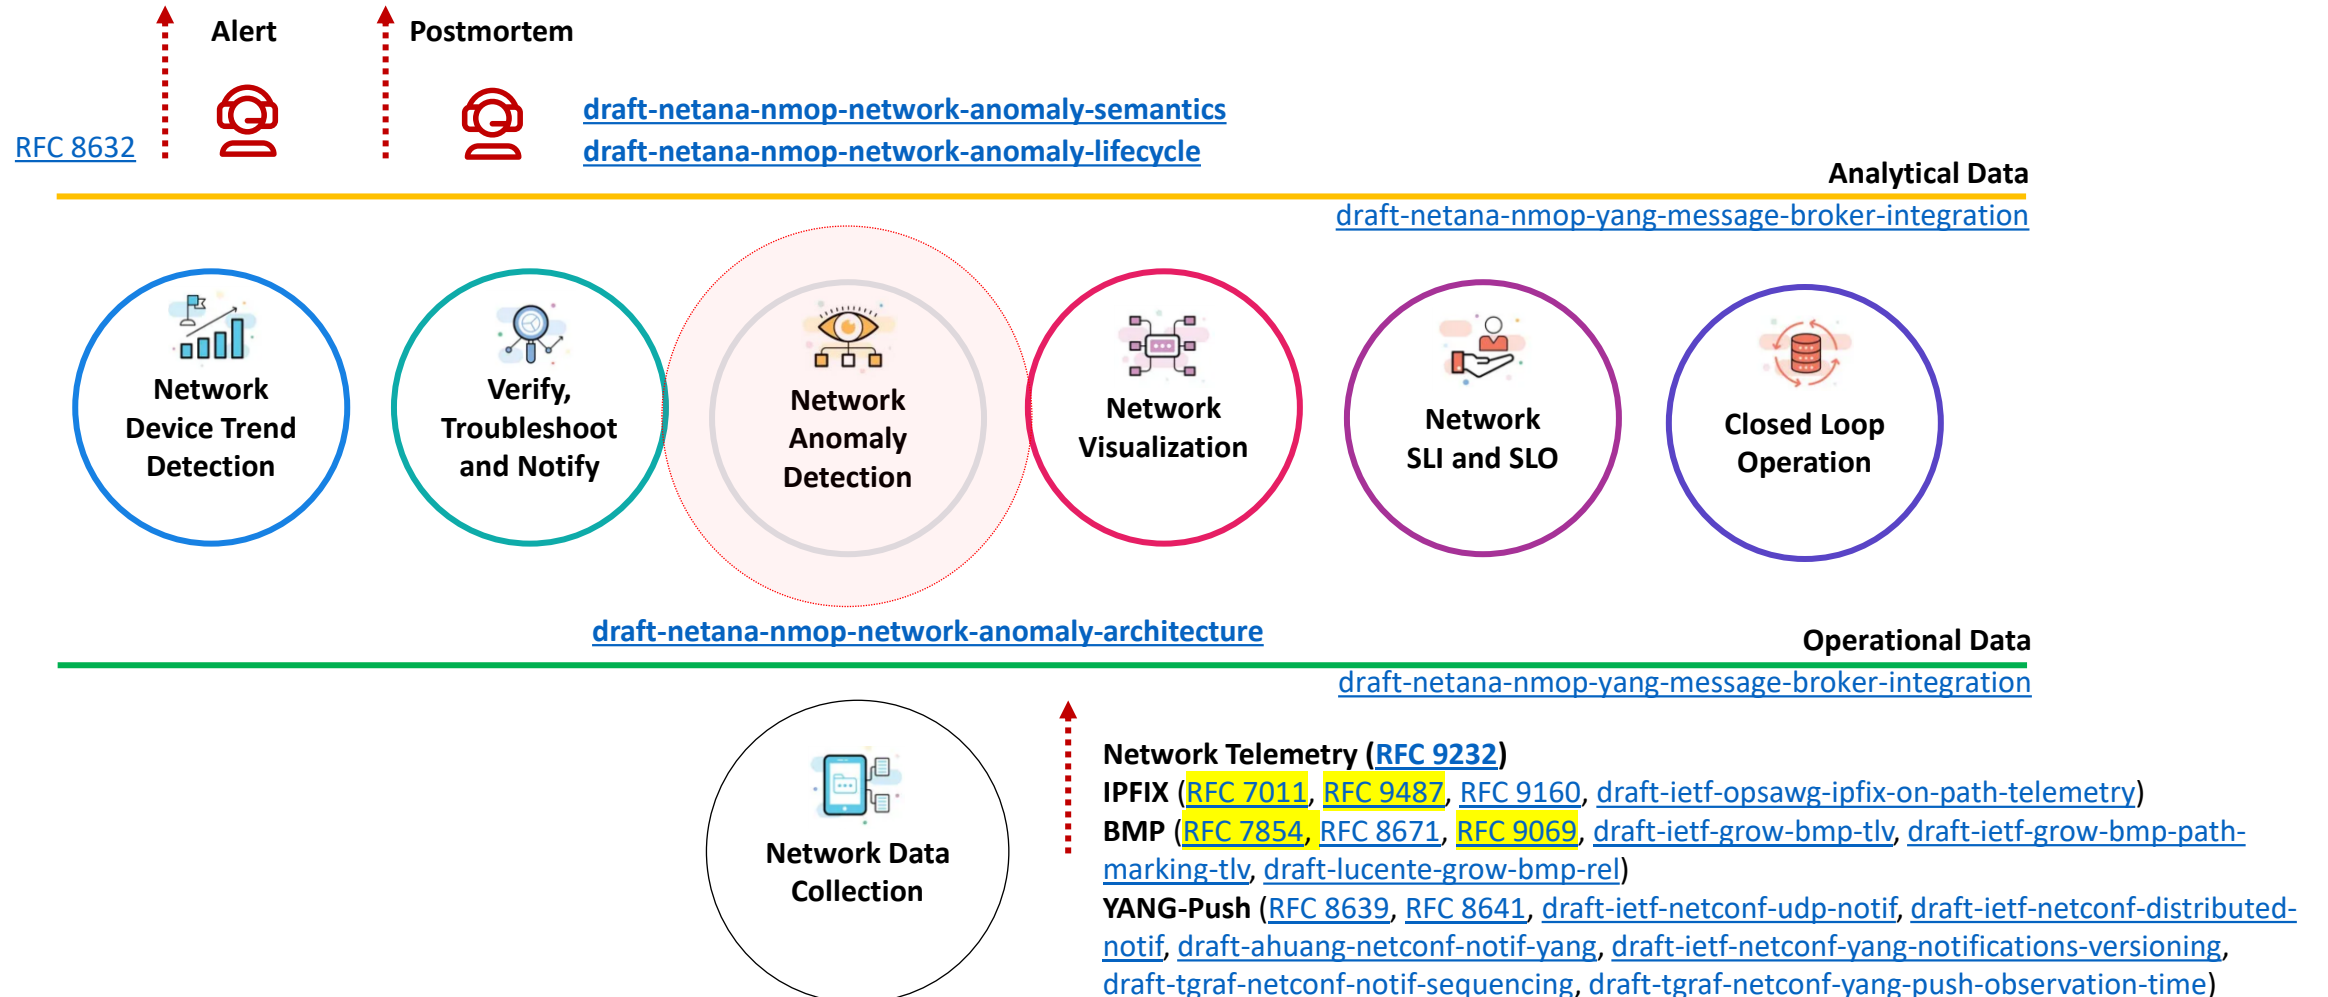 Alert
Postmortem
RFC 8632
draft-netana-nmop-network-anomaly-semantics
draft-netana-nmop-network-anomaly-lifecycle
Analytical Data
draft-netana-nmop-yang-message-broker-integration
Network
Device Trend
Detection
Verify,
Troubleshoot
and Notify
Network
Anomaly
Detection
Network
Visualization
Network
SLI and SLO
Closed Loop
Operation
draft-netana-nmop-network-anomaly-architecture
Operational Data
draft-netana-nmop-yang-message-broker-integration
Network Data
Collection
Network Telemetry (RFC 9232)
IPFIX (RFC 7011, RFC 9487, RFC 9160, draft-ietf-opsawg-ipfix-on-path-telemetry)
BMP (RFC 7854, RFC 8671, RFC 9069, draft-ietf-grow-bmp-tlv, draft-ietf-grow-bmp-path-
marking-tlv, draft-lucente-grow-bmp-rel)
YANG-Push (RFC 8639, RFC 8641, draft-ietf-netconf-udp-notif, draft-ietf-netconf-distributed-
notif, draft-ahuang-netconf-notif-yang, draft-ietf-netconf-yang-notifications-versioning,
draft-tgraf-netconf-notif-sequencing, draft-tgraf-netconf-yang-push-observation-time)